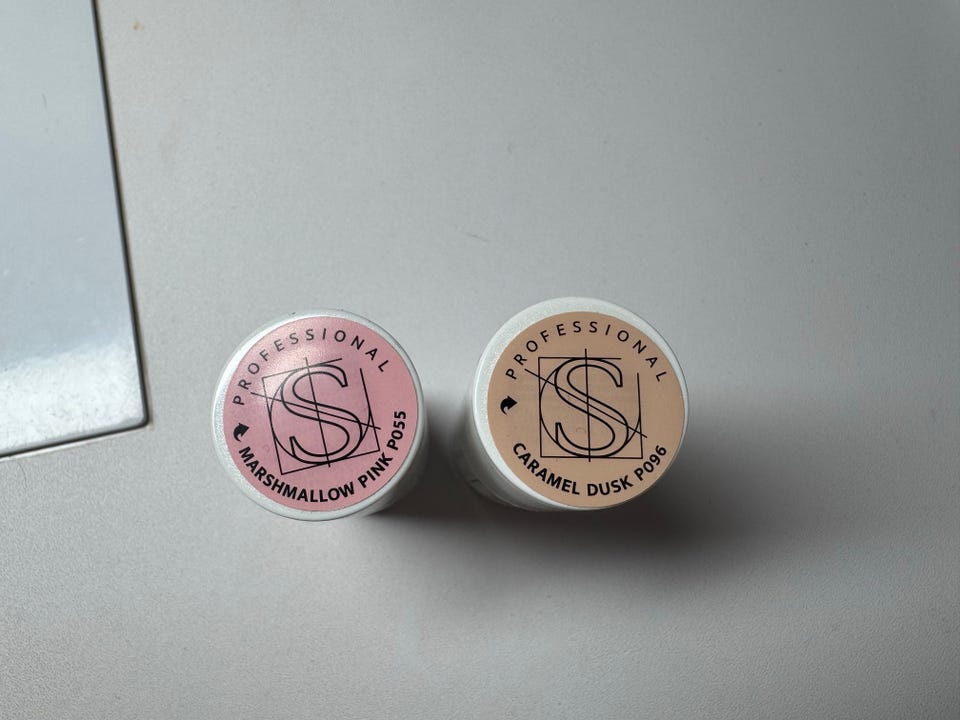 PROFESSIONAL
S
MARSHMALLOW PINK P055
PROFESSIONAL
S
CARAMEL DUSK P096